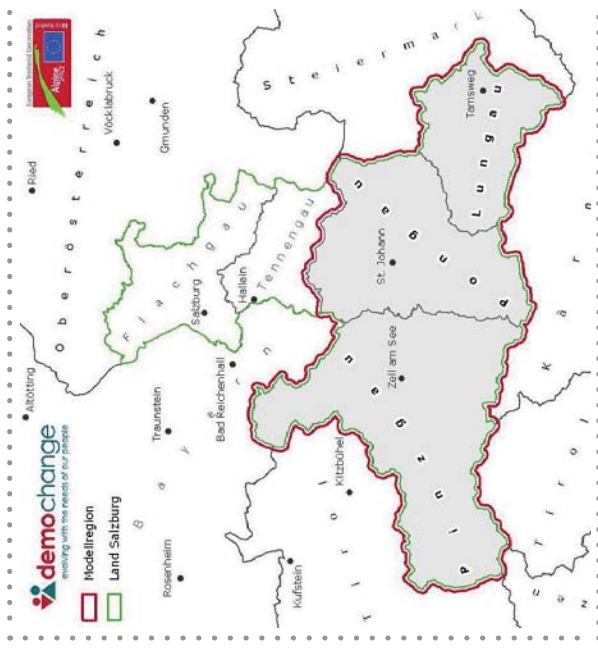 demochange
evolving with the needs of our people
Modellregion
Land Salzburg
Alpine
Altötting
Ried
Oberösterreich
Vöcklabruck
Gmunden
Traunstein
Rosenheim
Bayern
Flachgau
Salzburg
Bad Reichenhall
Hallein
Tennengau
Steiermark
Kufstein
Kitzbühel
Tirol
Pinzgau
Zell am See
Pongau
St. Johann
Lungau
Tamsweg
Tirol
Kärn